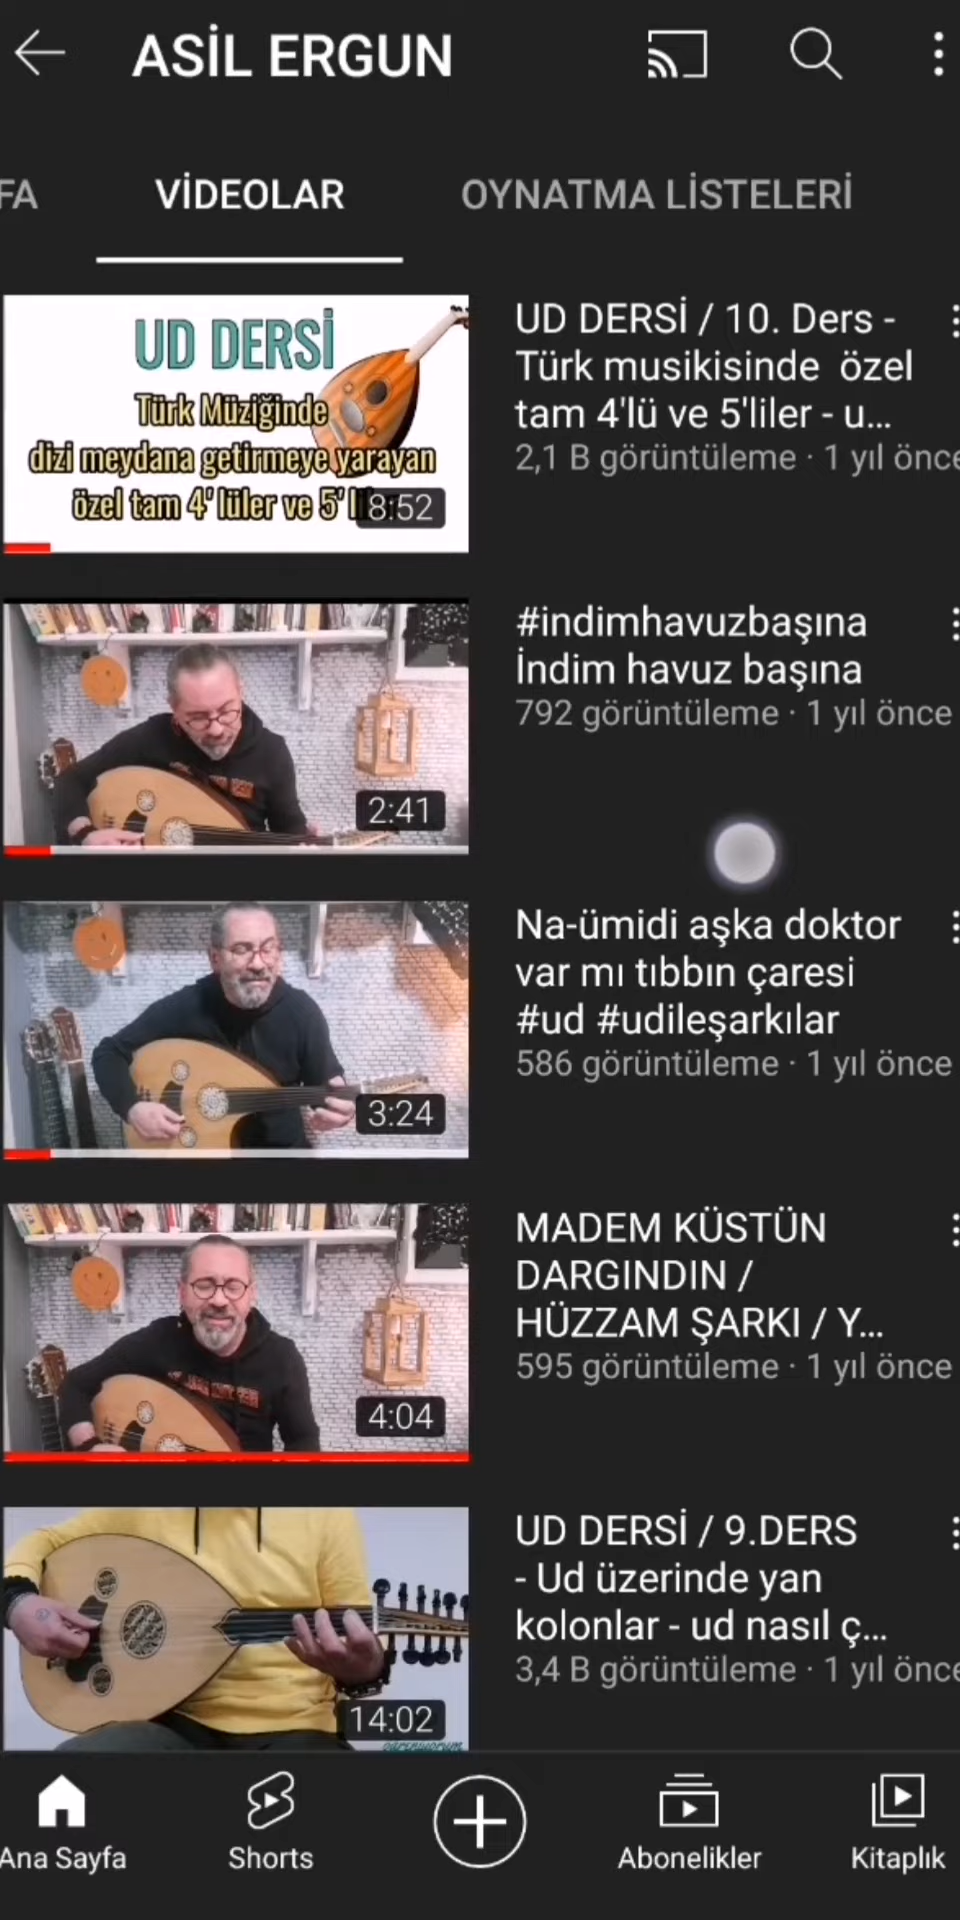 ASİL ERGUN
FA
VİDEOLAR
OYNATMA LİSTELERİ
UD DERSİ
Türk Müziğinde
dizi meydana getirmeye yarayan
özel tam 4' lüler ve 5'
8:52
UD DERSİ / 10. Ders -
Türk musikisinde özel
tam 4'lü ve 5'liler - u...
2,1 B görüntüleme · 1 yıl önce
2:41
#indimhavuzbaşına
İndim havuz başına
792 görüntüleme · 1 yıl önce
3:24
Na-ümidi aşka doktor
var mı tıbbın çaresi
#ud #udileşarkılar
586 görüntüleme · 1 yıl önce
4:04
MADEM KÜSTÜN
DARGINDIN /
HÜZZAM ŞARKI / Y...
595 görüntüleme · 1 yıl önce
14:02
UD DERSİ / 9.DERS
- Ud üzerinde yan
kolonlar - ud nasıl ç...
3,4 B görüntüleme · 1 yıl önce
Ana Sayfa
Shorts
Abonelikler
Kitaplık